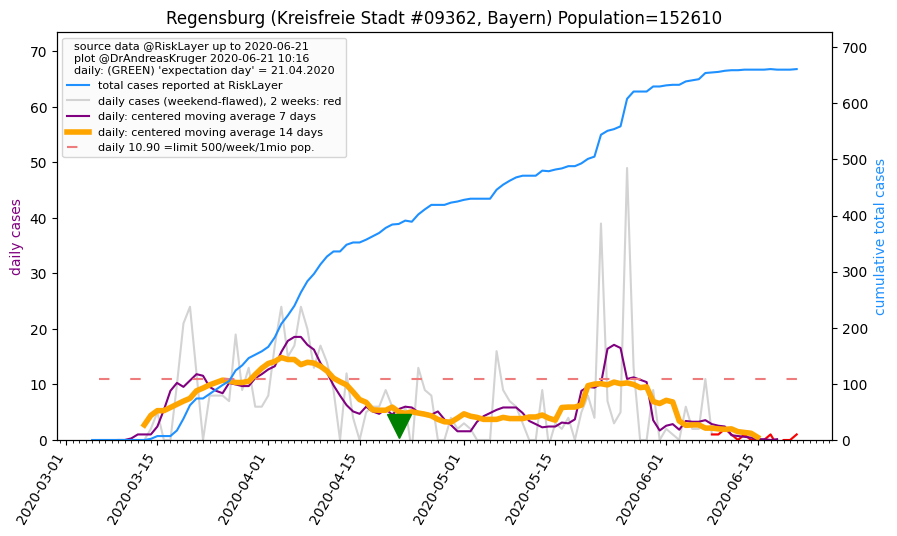 Regensburg (Kreisfreie Stadt #09362, Bayern) Population=152610
source data @RiskLayer up to 2020-06-21
plot @DrAndreasKruger 2020-06-21 10:16
daily: (GREEN) 'expectation day' = 21.04.2020
total cases reported at RiskLayer
daily cases (weekend-flawed), 2 weeks: red
daily: centered moving average 7 days
daily: centered moving average 14 days
daily 10.90 =limit 500/week/1mio pop.
daily cases
70
60
50
40
30
20
10
0
cumulative total cases
700
600
500
400
300
200
100
0
2020-03-01
2020-03-15
2020-04-01
2020-04-15
2020-05-01
2020-05-15
2020-06-01
2020-06-15